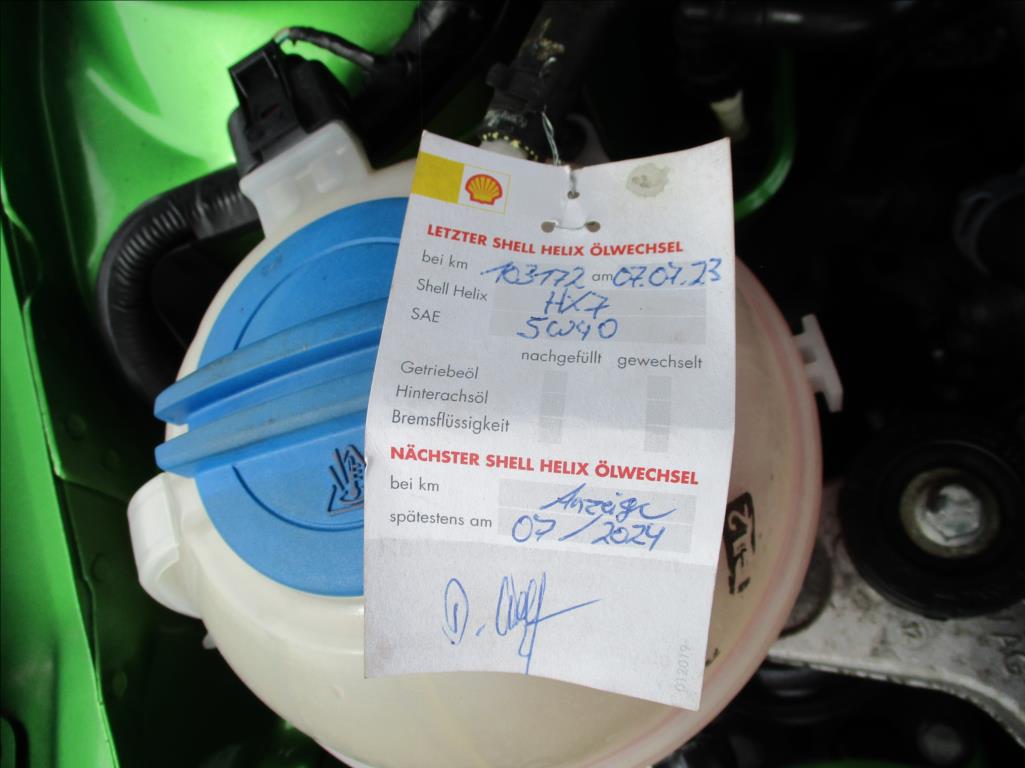 LETZTER SHELL HELIX ÖLWECHSEL
bei km 103172 am 07.07.23
Shell Helix HX7
SAE 5W40
nachgefüllt gewechselt
Getriebeöl
Hinterachsöl
Bremsflüssigkeit
NÄCHSTER SHELL HELIX ÖLWECHSEL
bei km Anzeige
spätestens am 07/2024
D. Wolf
012019